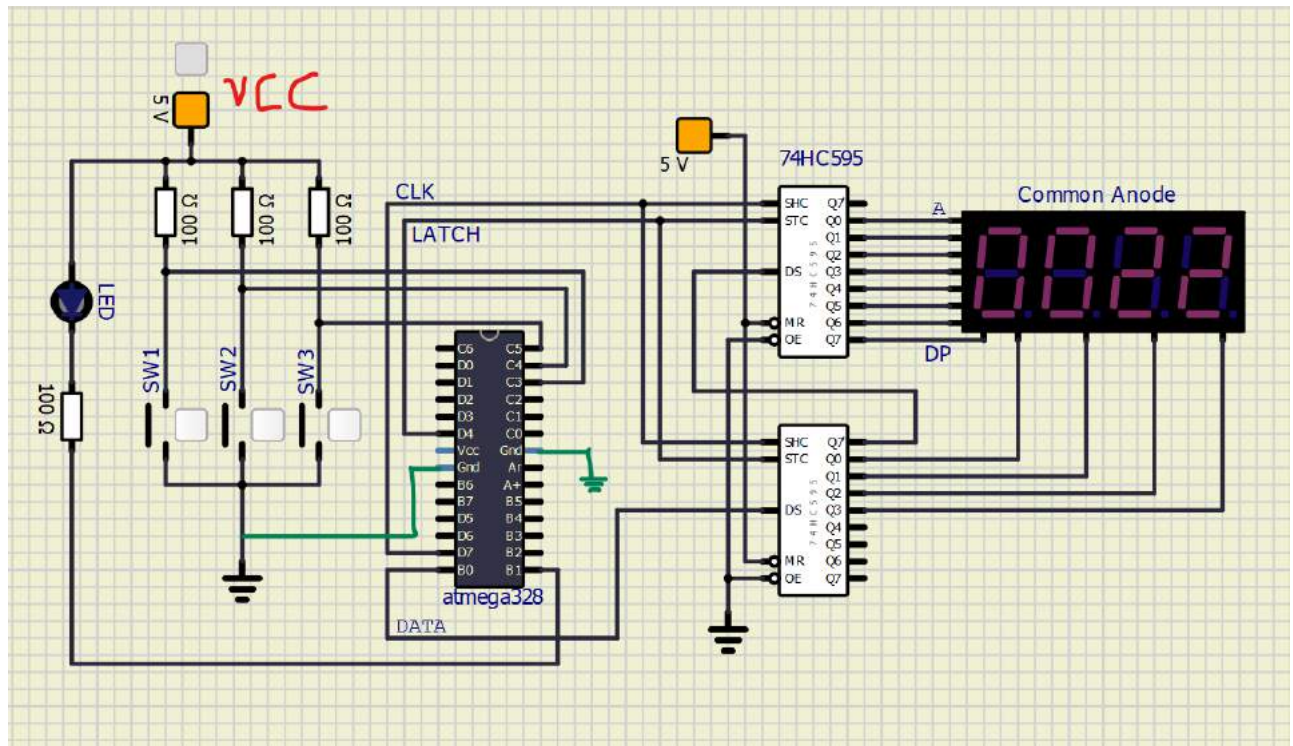 VCC
5 V
100 Ω
100 Ω
100 Ω
LED
100 Ω
SW1
SW2
SW3
CLK
LATCH
C6
D0
D1
D2
D3
D4
Vcc
Gnd
B6
B7
D5
D6
D7
B0
C5
C4
C3
C2
C1
C0
Gnd
Ar
A+
B5
B4
B3
B2
B1
atmega328
DATA
5 V
74HC595
SHC
STC
DS
MR
OE
74HC595
Q7
Q0
Q1
Q2
Q3
Q4
Q5
Q6
Q7
A
DP
Common Anode
SHC
STC
DS
MR
OE
74HC595
Q7
Q0
Q1
Q2
Q3
Q4
Q5
Q6
Q7